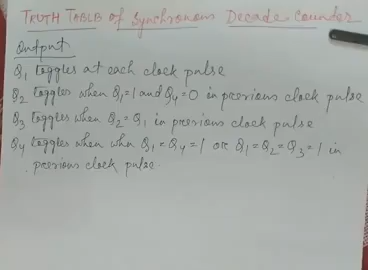 TRUTH TABLE of Synchronous Decade Counder
Output
Q1 toggles at each clock pulse
Q2 toggles when Q1=1 and Q4=0 in previous clock pulse
Q3 toggles when Q2=Q1 in previous clock pulse
Q4 toggles when whn Q1=Q4=1 or Q1=Q2=Q3=1 in
previous clock pulse.